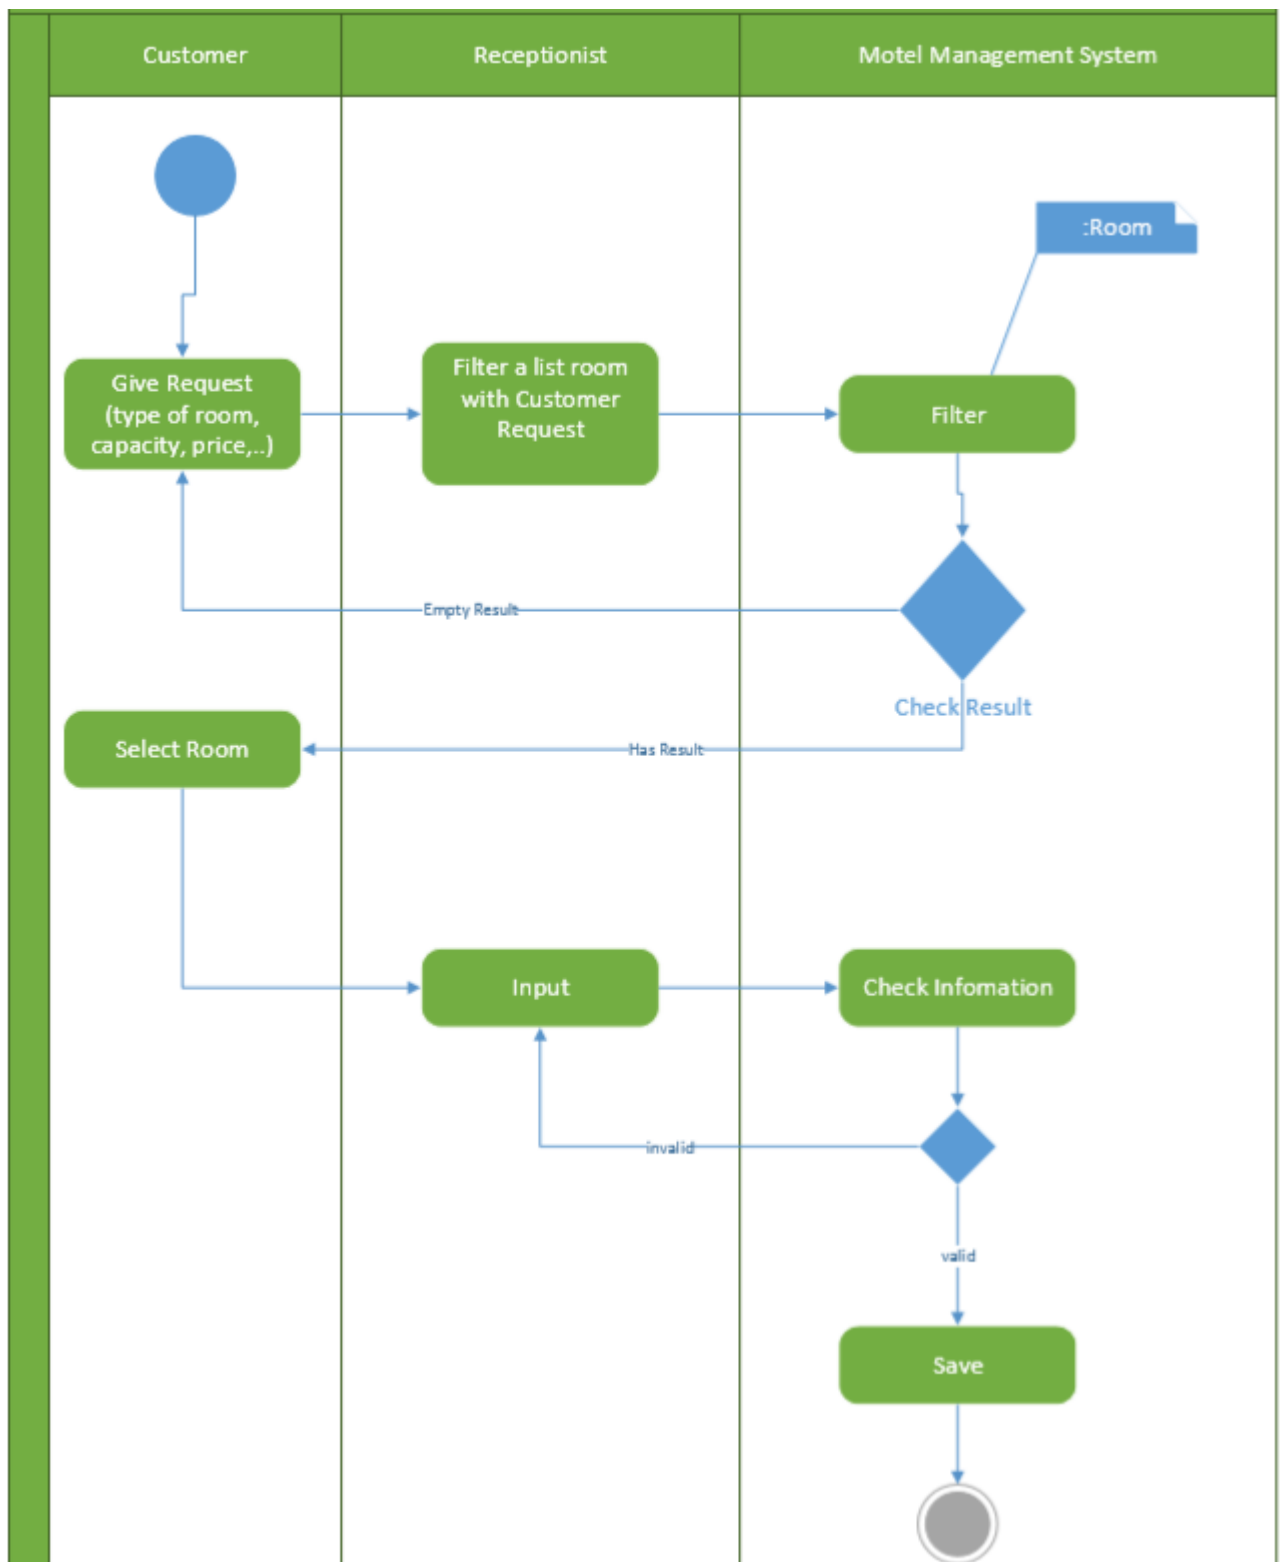 Customer
Receptionist
Motel Management System
:Room
Give Request
(type of room,
capacity, price,..)
Filter a list room
with Customer
Request
Filter
Empty Result
Check Result
Select Room
Has Result
Input
Check Infomation
invalid
valid
Save